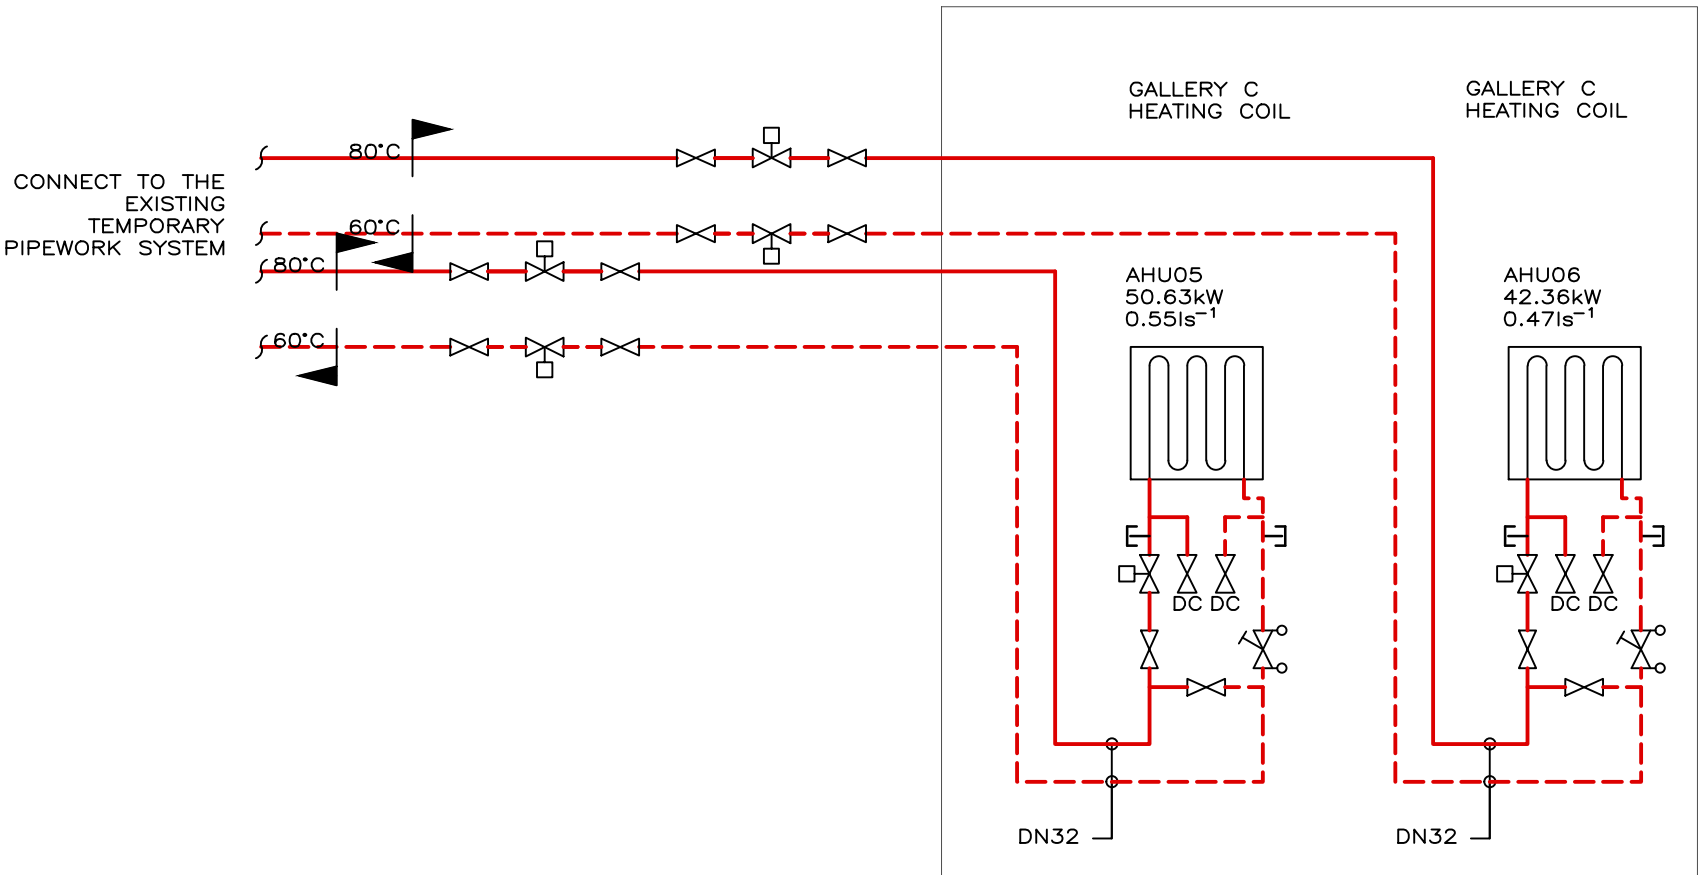 GALLERY C
HEATING COIL
GALLERY C
HEATING COIL
80°C
CONNECT TO THE
EXISTING
TEMPORARY
PIPEWORK SYSTEM
60°C
80°C
60°C
AHU05
50.63kW
0.55ls⁻¹
AHU06
42.36kW
0.47ls⁻¹
DC DC
DC DC
DN32
DN32